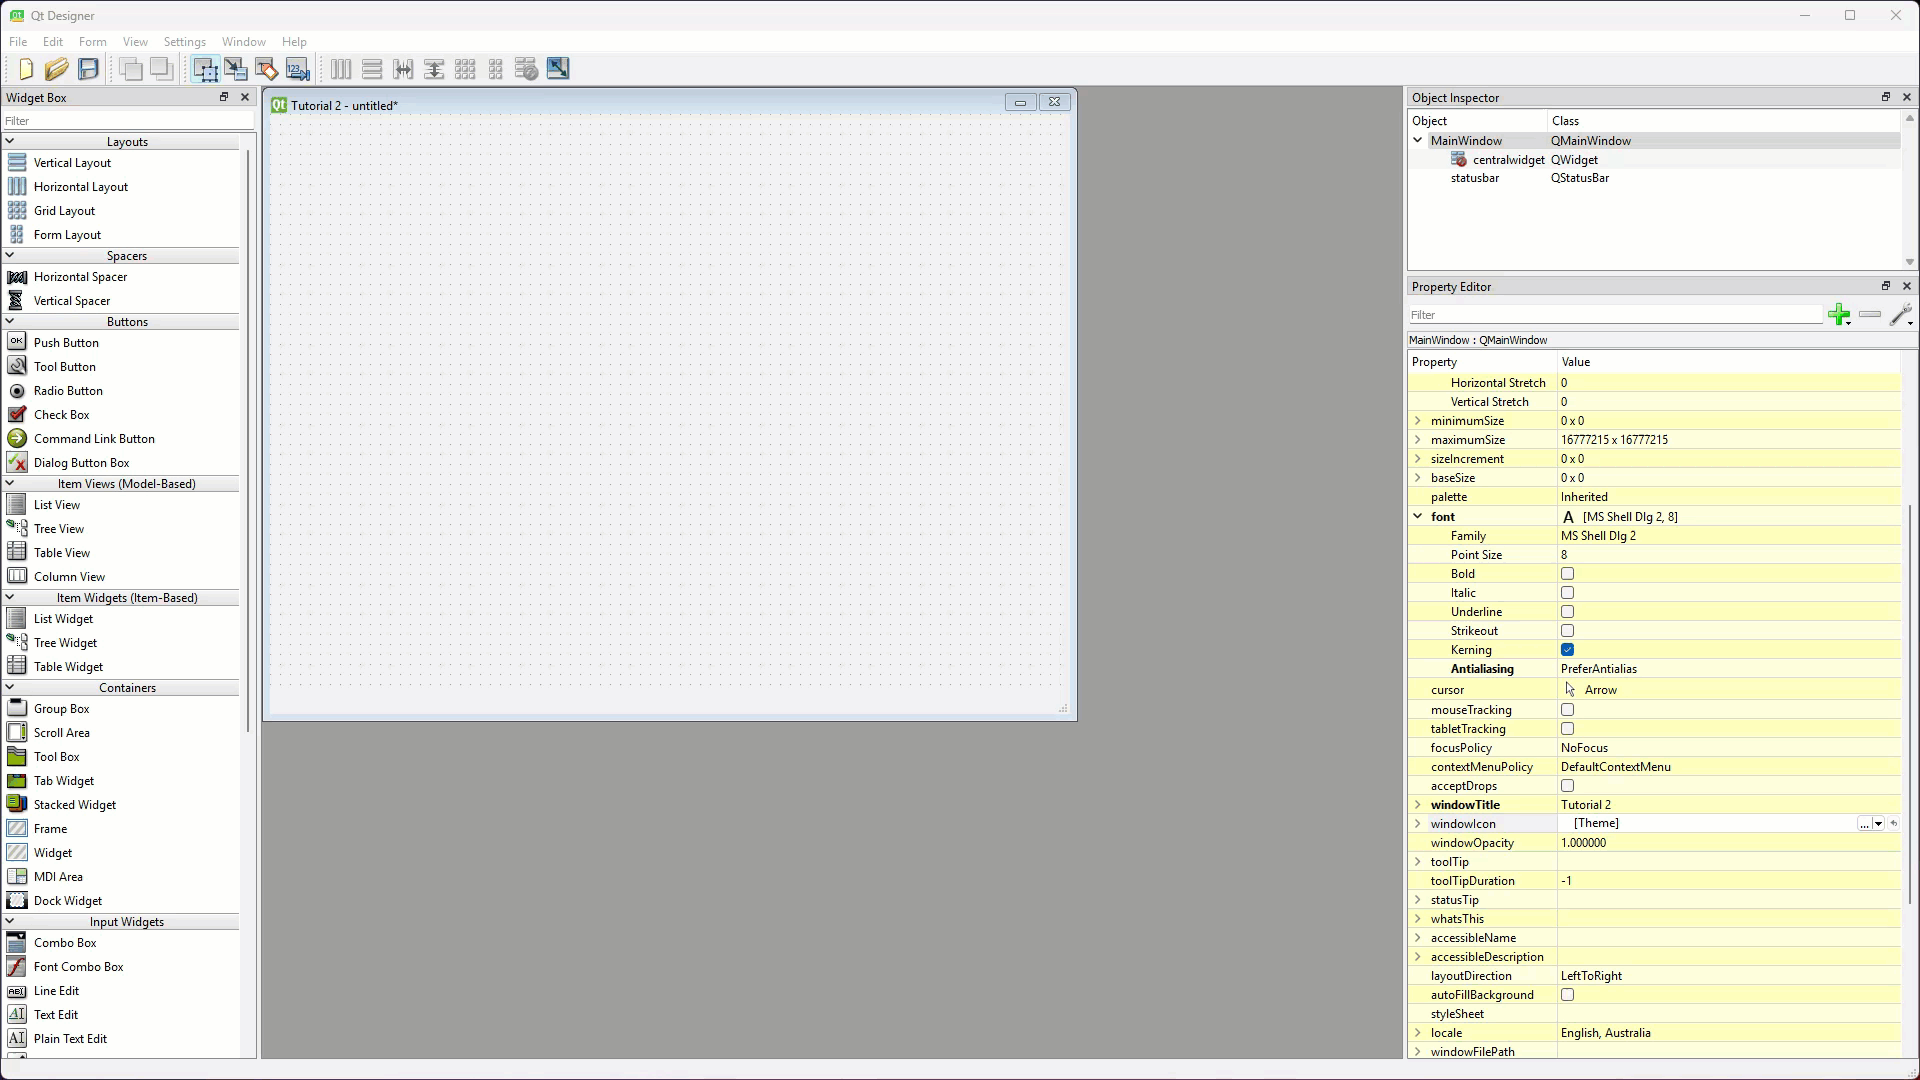 Qt Designer
File Edit Form View Settings Window Help
Widget Box
Filter
Layouts
Vertical Layout
Horizontal Layout
Grid Layout
Form Layout
Spacers
Horizontal Spacer
Vertical Spacer
Buttons
Push Button
Tool Button
Radio Button
Check Box
Command Link Button
Dialog Button Box
Item Views (Model-Based)
List View
Tree View
Table View
Column View
Item Widgets (Item-Based)
List Widget
Tree Widget
Table Widget
Containers
Group Box
Scroll Area
Tool Box
Tab Widget
Stacked Widget
Frame
Widget
MDI Area
Dock Widget
Input Widgets
Combo Box
Font Combo Box
Line Edit
Text Edit
Plain Text Edit
Qt Tutorial 2 - untitled*
Object Inspector
Object Class
MainWindow QMainWindow
centralwidget QWidget
statusbar QStatusBar
Property Editor
Filter
MainWindow : QMainWindow
Property Value
Horizontal Stretch 0
Vertical Stretch 0
minimumSize 0 x 0
maximumSize 16777215 x 16777215
sizeIncrement 0 x 0
baseSize 0 x 0
palette Inherited
font A [MS Shell Dlg 2, 8]
Family MS Shell Dlg 2
Point Size 8
Bold
Italic
Underline
Strikeout
Kerning
Antialiasing PreferAntialias
cursor Arrow
mouseTracking
tabletTracking
focusPolicy NoFocus
contextMenuPolicy DefaultContextMenu
acceptDrops
windowTitle Tutorial 2
windowIcon [Theme] ...
windowOpacity 1.000000
toolTip
toolTipDuration -1
statusTip
whatsThis
accessibleName
accessibleDescription
layoutDirection LeftToRight
autoFillBackground
styleSheet
locale English, Australia
windowFilePath